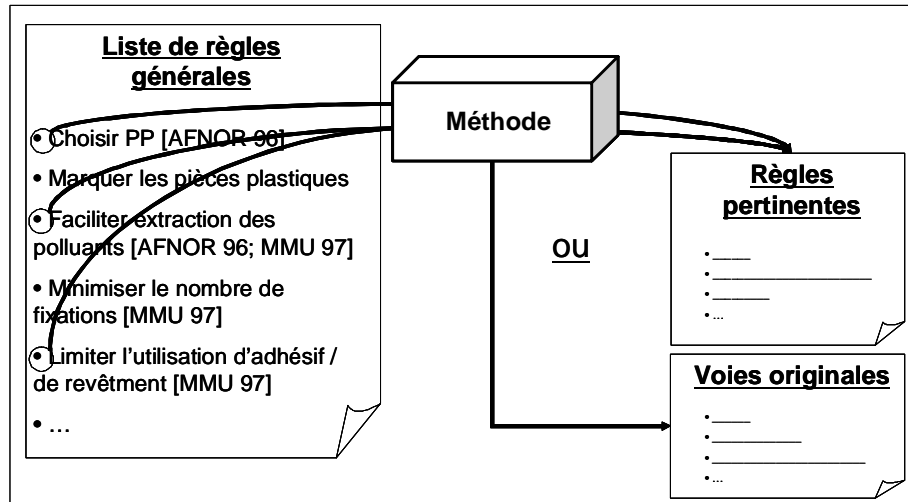 Liste de règles
générales
• Choisir PP [AFNOR 96]
• Marquer les pièces plastiques
• Faciliter extraction des
polluants [AFNOR 96; MMU 97]
• Minimiser le nombre de
fixations [MMU 97]
• Limiter l'utilisation d'adhésif /
de revêtment [MMU 97]
• ...
Méthode
OU
Règles
pertinentes
• ...
Voies originales
• ...